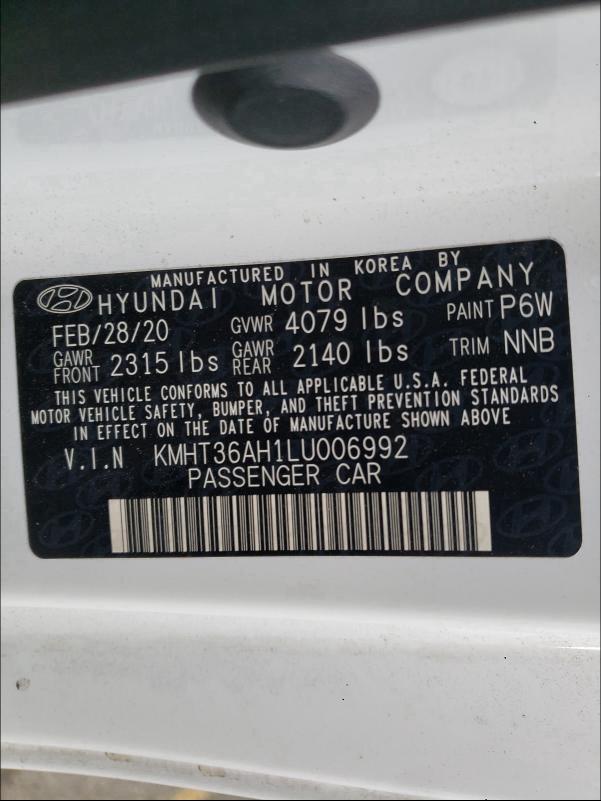 MANUFACTURED IN KOREA BY
HYUNDAI MOTOR COMPANY
FEB/28/20 GVWR 4079 lbs PAINT P6W
GAWR FRONT 2315 lbs GAWR REAR 2140 lbs TRIM NNB
THIS VEHICLE CONFORMS TO ALL APPLICABLE U.S.A. FEDERAL
MOTOR VEHICLE SAFETY, BUMPER, AND THEFT PREVENTION STANDARDS
IN EFFECT ON THE DATE OF MANUFACTURE SHOWN ABOVE
V.I.N KMHT36AH1LU006992
PASSENGER CAR